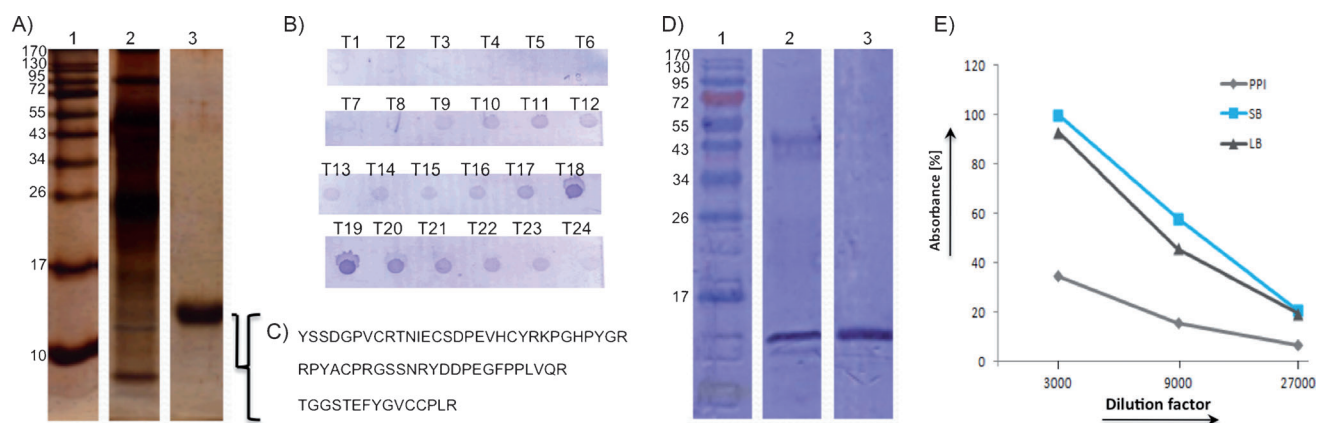 A)
1 2 3
170
130
95
72
55
43
34
26
17
10
B)
T1 T2 T3 T4 T5 T6
T7 T8 T9 T10 T11 T12
T13 T14 T15 T16 T17 T18
T19 T20 T21 T22 T23 T24
C) YSSDGPVCRTNIECSDPEVHCYRKPGHPYGR
RPYACPRGSSNRYDDPEGFPPLVQR
TGGSTEFYGVCCPLR
D)
1 2 3
170
130
95
72
55
43
34
26
17
E)
120
100
80
60
40
20
0
Absorbance [%]
PPI
SB
LB
3000 9000 27000
Dilution factor